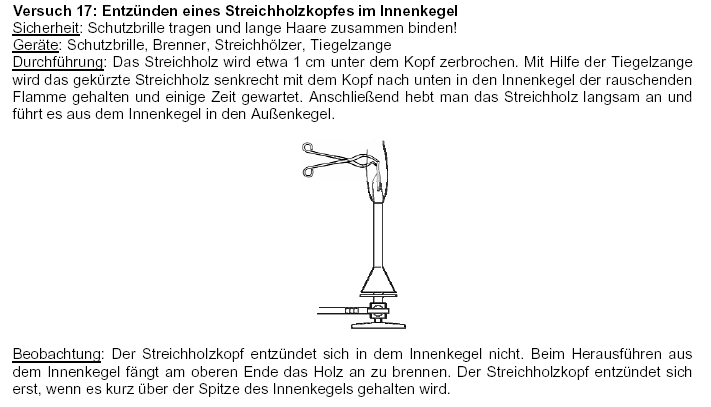 Versuch 17: Entzünden eines Streichholzkopfes im Innenkegel
Sicherheit: Schutzbrille tragen und lange Haare zusammen binden!
Geräte: Schutzbrille, Brenner, Streichhölzer, Tiegelzange
Durchführung: Das Streichholz wird etwa 1 cm unter dem Kopf zerbrochen. Mit Hilfe der Tiegelzange
wird das gekürzte Streichholz senkrecht mit dem Kopf nach unten in den Innenkegel der rauschenden
Flamme gehalten und einige Zeit gewartet. Anschließend hebt man das Streichholz langsam an und
führt es aus dem Innenkegel in den Außenkegel.
Beobachtung: Der Streichholzkopf entzündet sich in dem Innenkegel nicht. Beim Herausführen aus
dem Innenkegel fängt am oberen Ende das Holz an zu brennen. Der Streichholzkopf entzündet sich
erst, wenn es kurz über der Spitze des Innenkegels gehalten wird.